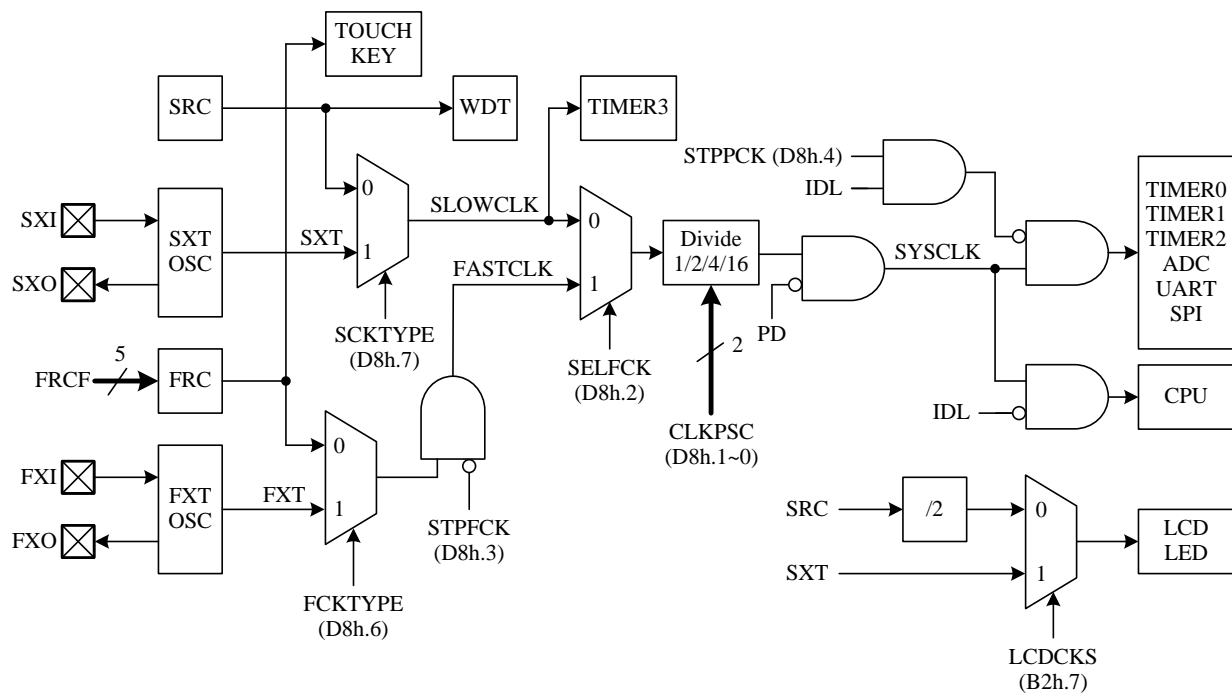 TOUCH
KEY
SRC
WDT
TIMER3
STPPCK (D8h.4)
IDL
TIMER0
TIMER1
TIMER2
ADC
UART
SPI
SXI
SXO
SXT
OSC
SXT
0
1
SLOWCLK
FASTCLK
SCKTYPE
(D8h.7)
0
1
SELFCK
(D8h.2)
Divide
1/2/4/16
PD
SYSCLK
2
CLKPSC
(D8h.1~0)
IDL
CPU
FRCF
5
FRC
FXI
FXO
FXT
OSC
FXT
0
1
FCKTYPE
(D8h.6)
STPFCK
(D8h.3)
SRC
/2
SXT
0
1
LCD
LED
LCDCKS
(B2h.7)